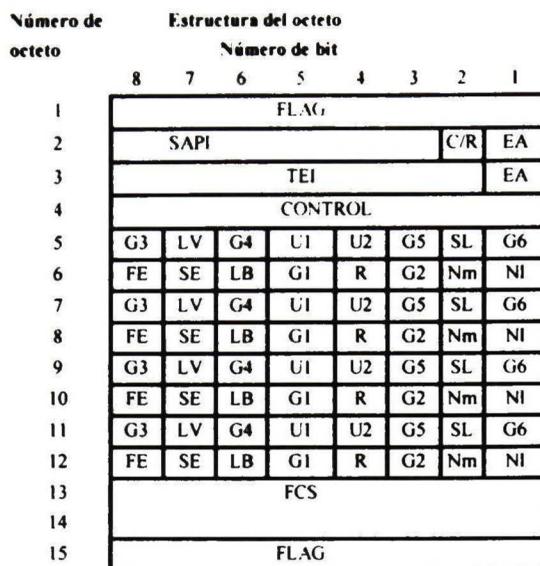 Número de Estructura del octeto
octeto Número de bit
8 7 6 5 4 3 2 1
1 FLAG
2 SAPI C/R EA
3 TEI EA
4 CONTROL
5 G3 LV G4 U1 U2 G5 SL G6
6 FE SE LB G1 R G2 Nm NI
7 G3 LV G4 U1 U2 G5 SL G6
8 FE SE LB G1 R G2 Nm NI
9 G3 LV G4 U1 U2 G5 SL G6
10 FE SE LB G1 R G2 Nm NI
11 G3 LV G4 U1 U2 G5 SL G6
12 FE SE LB G1 R G2 Nm NI
13 FCS
14
15 FLAG